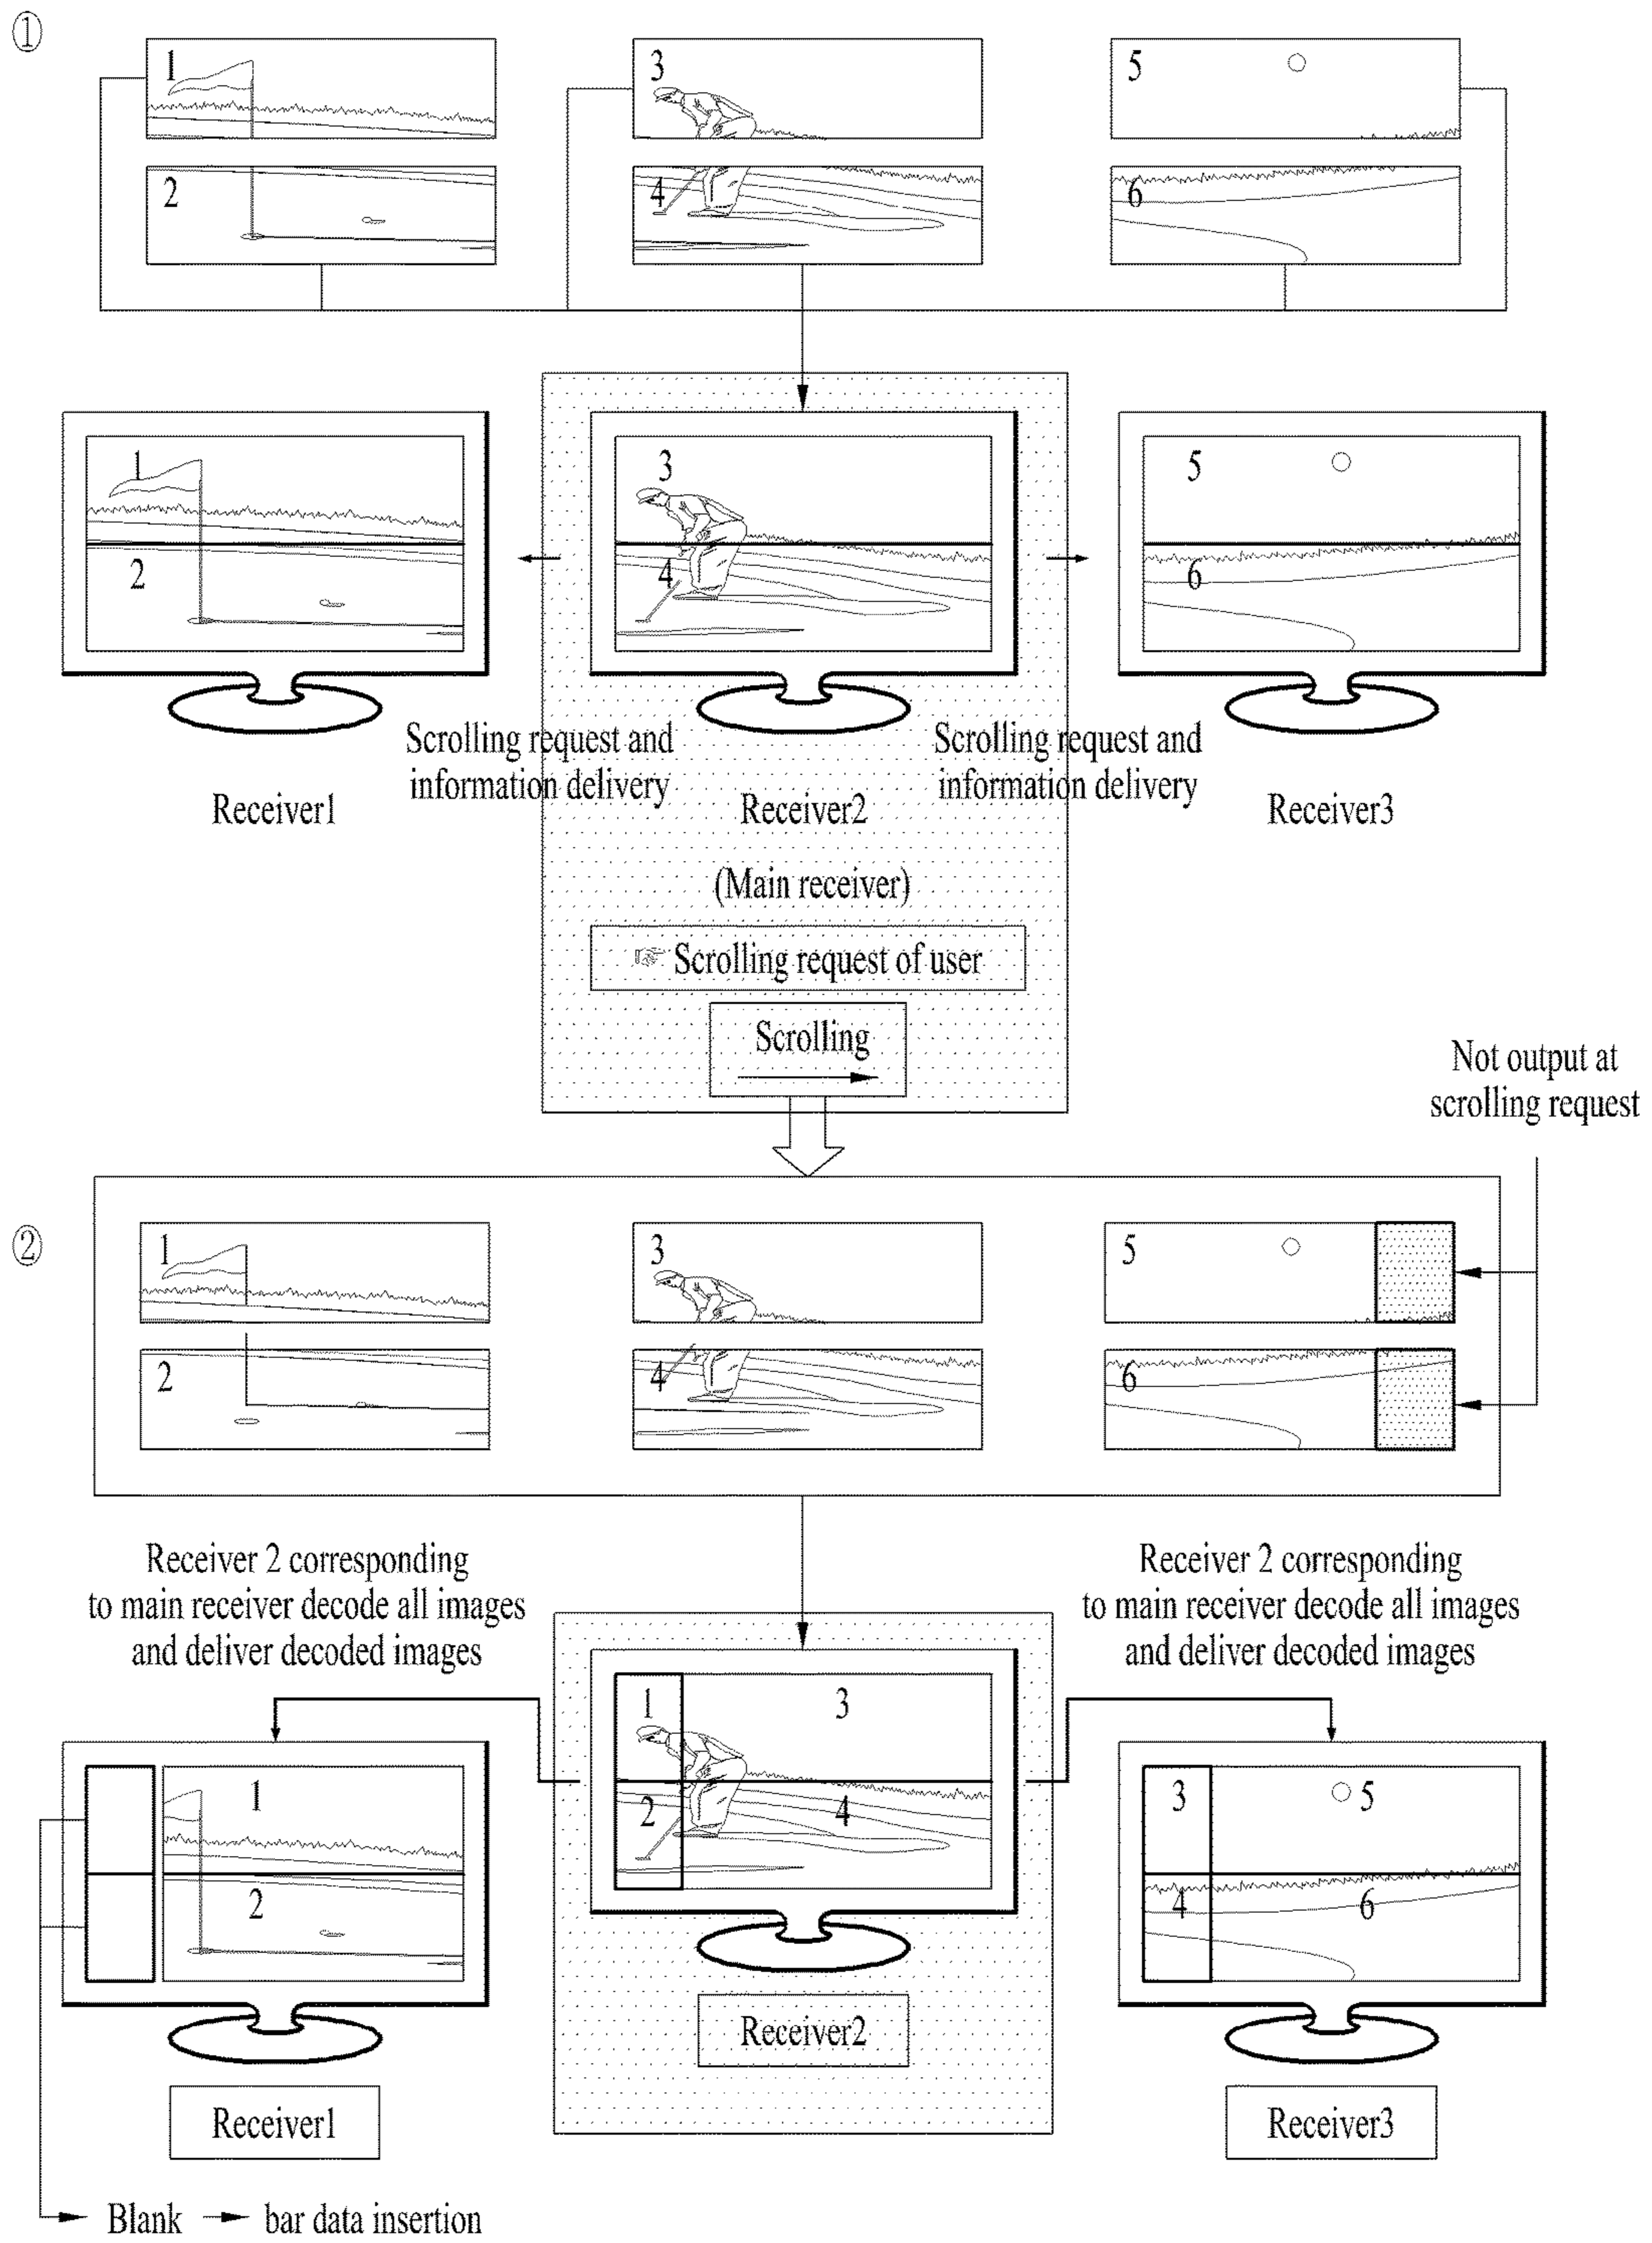 ①
1
3
5
2
4
6
1
3
5
2
4
6
Scrolling request and
information delivery
Scrolling request and
information delivery
Receiver1
Receiver2
Receiver3
(Main receiver)
☞ Scrolling request of user
Scrolling
Not output at
scrolling request
②
1
3
5
2
4
6
Receiver 2 corresponding
to main receiver decode all images
and deliver decoded images
Receiver 2 corresponding
to main receiver decode all images
and deliver decoded images
1
3
2
4
1
2
3
5
4
6
Receiver2
Receiver1
Receiver3
Blank → bar data insertion